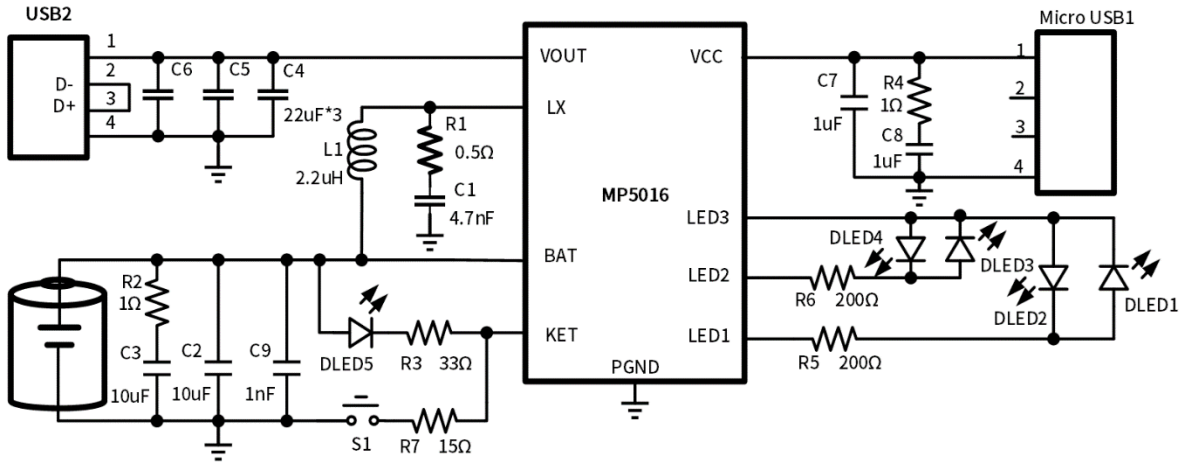 USB2
Micro USB1
1
2
D-
D+
3
4
C6
C5
C4
22uF*3
VOUT
VCC
LX
C7
1uF
R4
1Ω
C8
1uF
1
2
3
4
L1
2.2uH
R1
0.5Ω
C1
4.7nF
MP5016
LED3
BAT
LED2
DLED4
DLED3
DLED2
DLED1
R6 200Ω
R2
1Ω
C3
10uF
C2
10uF
C9
1nF
DLED5
R3 33Ω
KET
LED1
R5 200Ω
PGND
S1
R7 15Ω